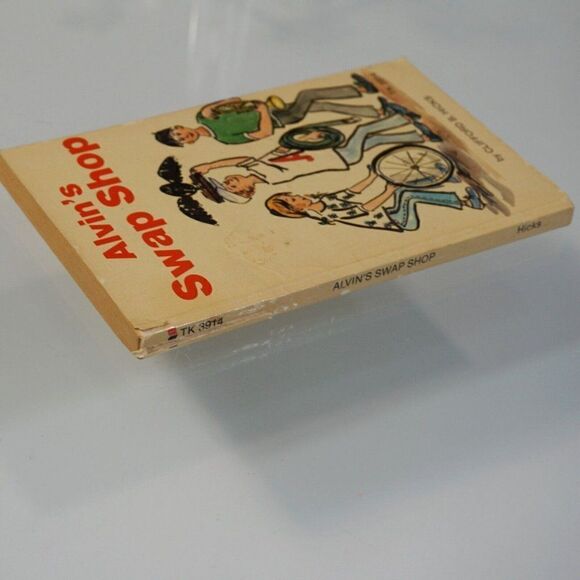 Alvin's
Swap Shop
by CLIFFORD B. HICKS
TK 3914
ALVIN'S SWAP SHOP
Hicks